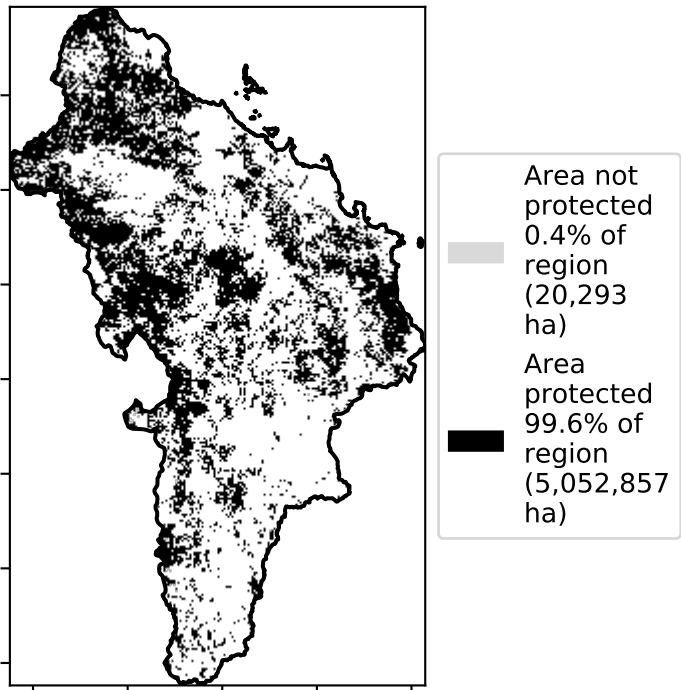 Area not
protected
0.4% of
region
(20,293
ha)
Area
protected
99.6% of
region
(5,052,857
ha)